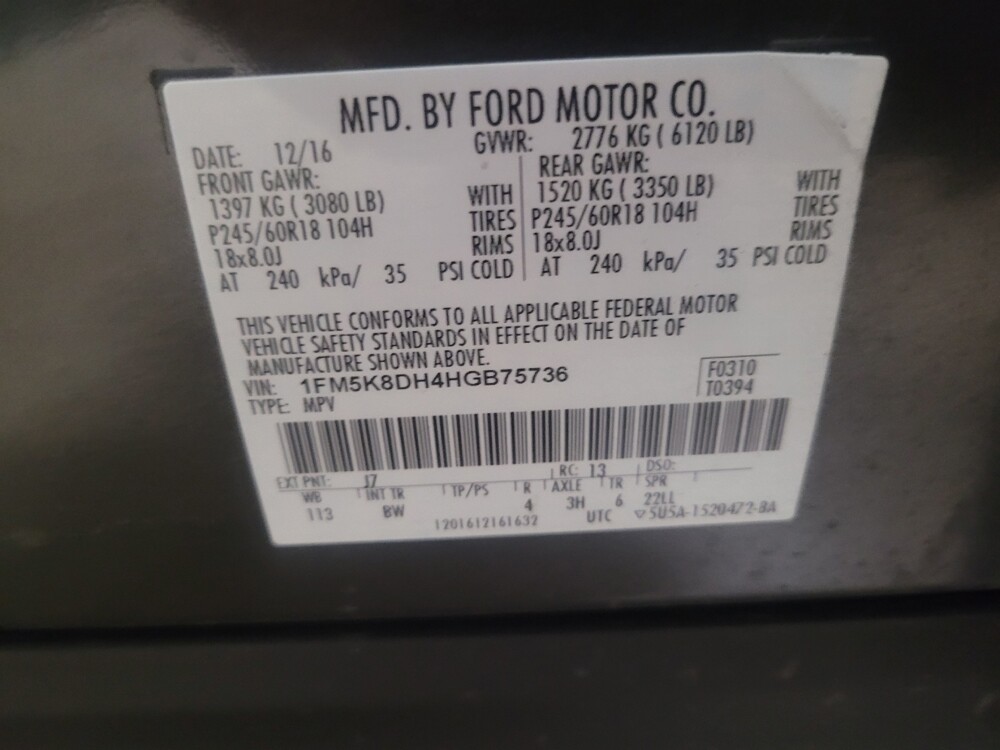 MFD. BY FORD MOTOR CO.
DATE: 12/16 GVWR: 2776 KG ( 6120 LB)
FRONT GAWR: REAR GAWR:
1397 KG ( 3080 LB) WITH 1520 KG ( 3350 LB) WITH
P245/60R18 104H TIRES P245/60R18 104H TIRES
18x8.0J RIMS 18x8.0J RIMS
AT 240 kPa/ 35 PSI COLD AT 240 kPa/ 35 PSI COLD
THIS VEHICLE CONFORMS TO ALL APPLICABLE FEDERAL MOTOR
VEHICLE SAFETY STANDARDS IN EFFECT ON THE DATE OF
MANUFACTURE SHOWN ABOVE.
VIN: 1FM5K8DH4HGB75736 F0310
TYPE: MPV T0394
EXT PNT: J7 RC: 13 DSO:
WB INT TR TP/PS R AXLE TR SPR
113 BW 4 3H 6 22LL
1201612161632 UTC ▽5U5A-1520472-BA